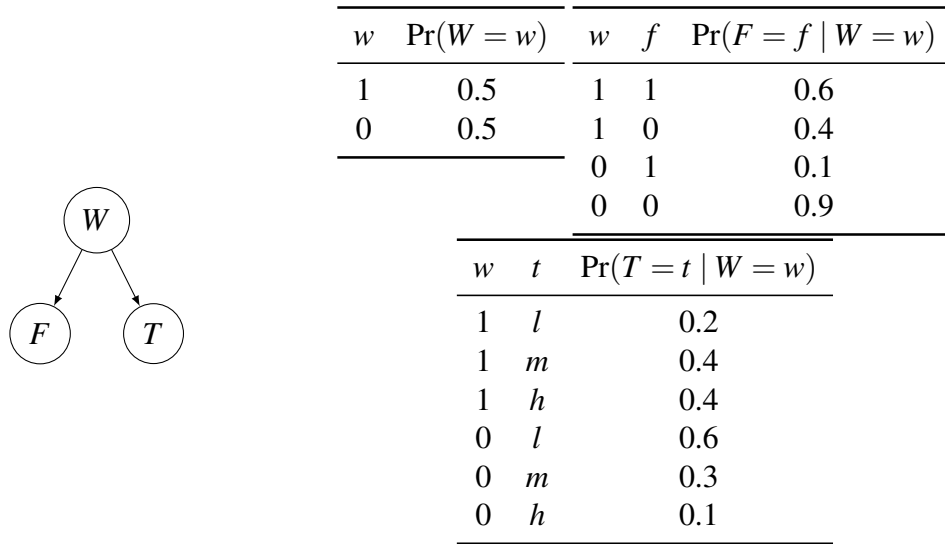 w Pr(W = w)
1 0.5
0 0.5
w f Pr(F = f | W = w)
1 1 0.6
1 0 0.4
0 1 0.1
0 0 0.9
W
F T
w t Pr(T = t | W = w)
1 l 0.2
1 m 0.4
1 h 0.4
0 l 0.6
0 m 0.3
0 h 0.1